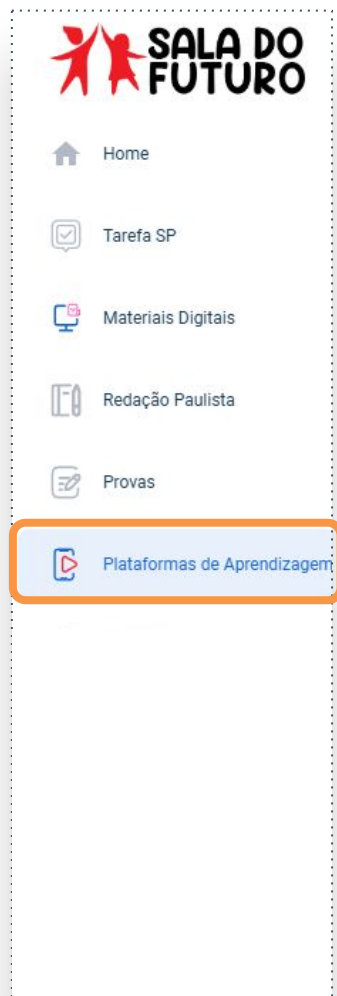 SALA DO
FUTURO
Home
Tarefa SP
Materiais Digitais
Redação Paulista
Provas
Plataformas de Aprendizagem